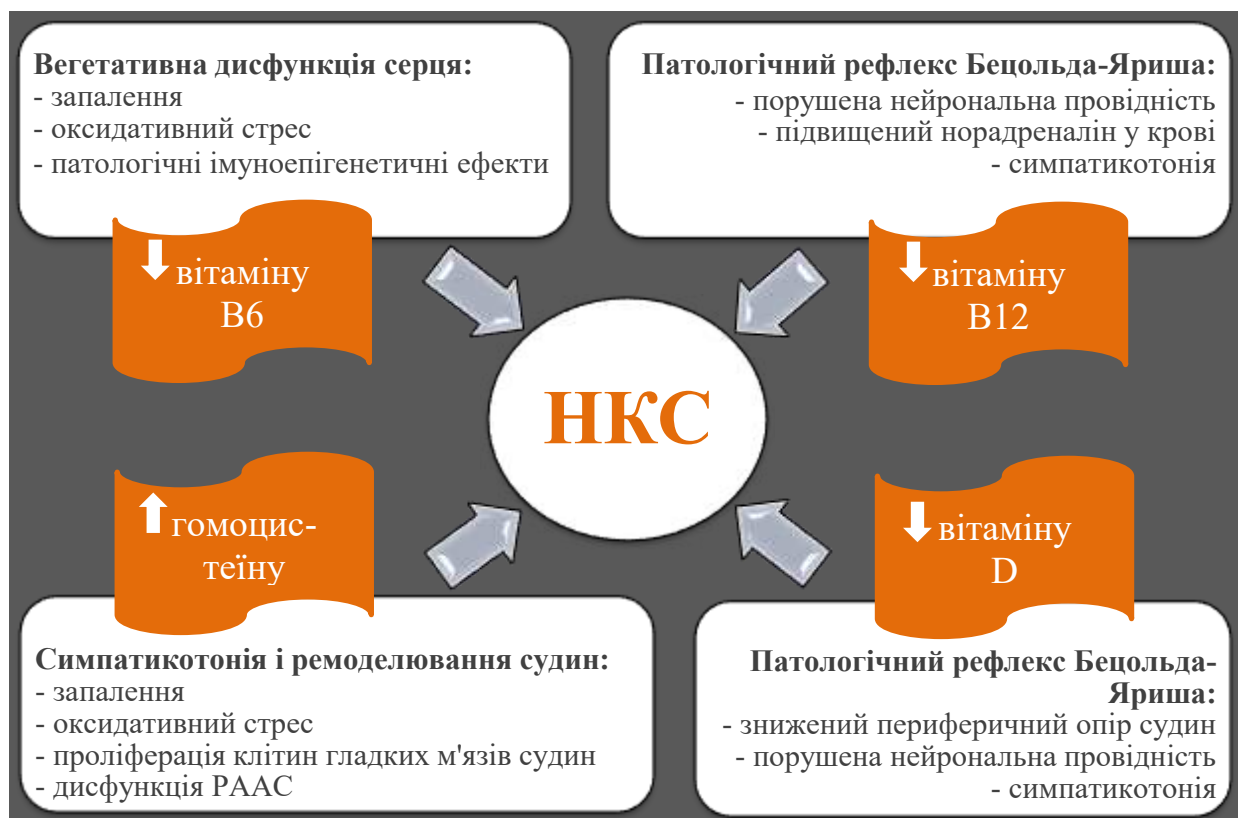 Вегетативна дисфункція серця:
- запалення
- оксидативний стрес
- патологічні імуноепігенетичні ефекти
вітаміну
В6
Патологічний рефлекс Бецольда-Яриша:
- порушена нейрональна провідність
- підвищений норадреналін у крові
- симпатикотонія
вітаміну
В12
НКС
гомоцис-
теїну
Симпатикотонія і ремоделювання судин:
- запалення
- оксидативний стрес
- проліферація клітин гладких м'язів судин
- дисфункція РААС
вітаміну
D
Патологічний рефлекс Бецольда-
Яриша:
- знижений периферичний опір судин
- порушена нейрональна провідність
- симпатикотонія